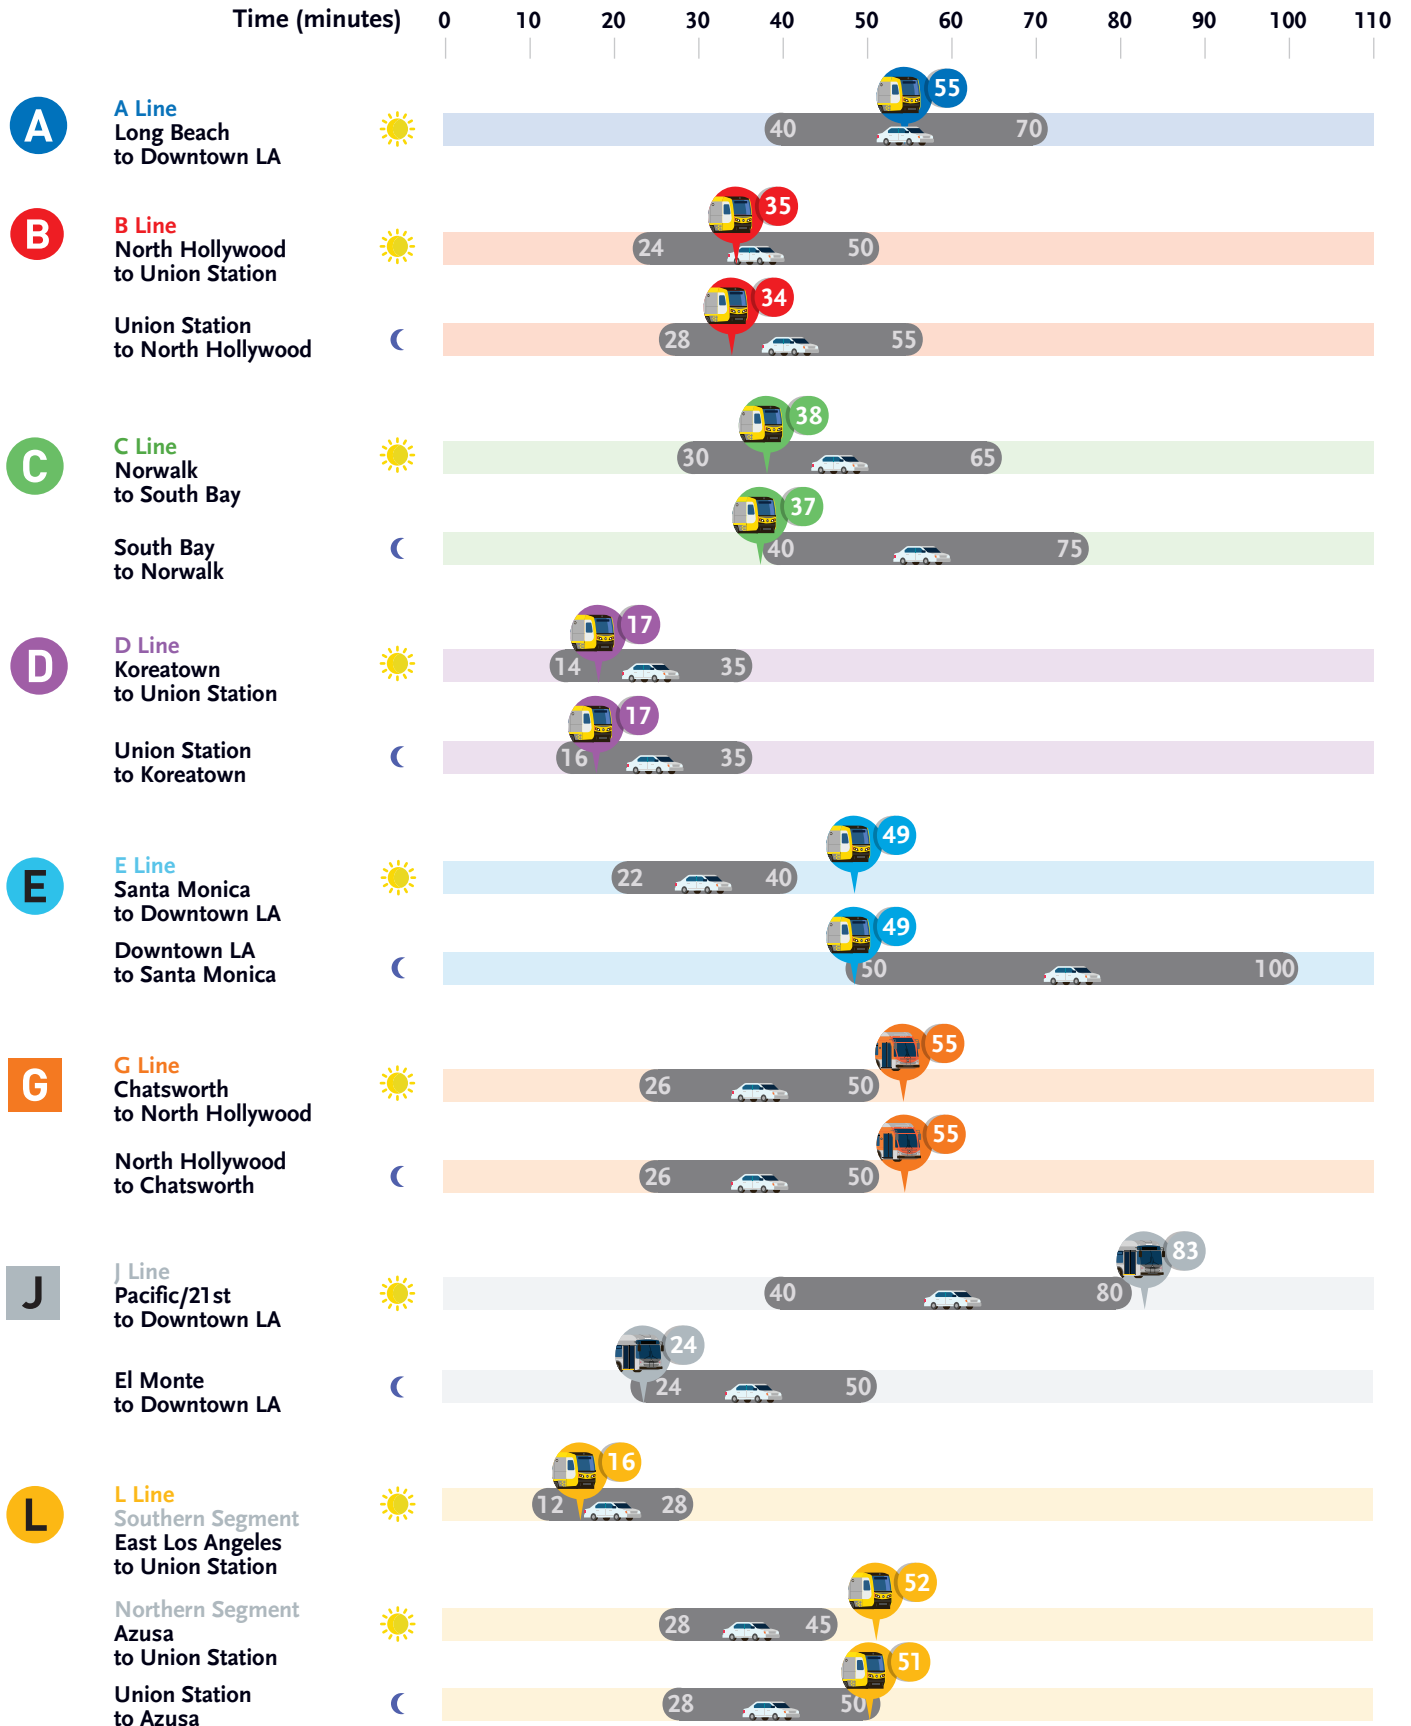 Time (minutes) 0 10 20 30 40 50 60 70 80 90 100 110
55
A
A Line
Long Beach
to Downtown LA
40 70
35
B
B Line
North Hollywood
to Union Station
24 50
34
Union Station
to North Hollywood
28 55
38
C
C Line
Norwalk
to South Bay
30 65
37
South Bay
to Norwalk
40 75
17
D
D Line
Koreatown
to Union Station
14 35
17
Union Station
to Koreatown
16 35
49
E
E Line
Santa Monica
to Downtown LA
22 40
49
Downtown LA
to Santa Monica
50 100
55
G
G Line
Chatsworth
to North Hollywood
26 50
55
North Hollywood
to Chatsworth
26 50
83
J
J Line
Pacific/21st
to Downtown LA
40 80
24
El Monte
to Downtown LA
24 50
16
L
L Line
Southern Segment
East Los Angeles
to Union Station
12 28
52
Northern Segment
Azusa
to Union Station
28 45
51
Union Station
to Azusa
28 50